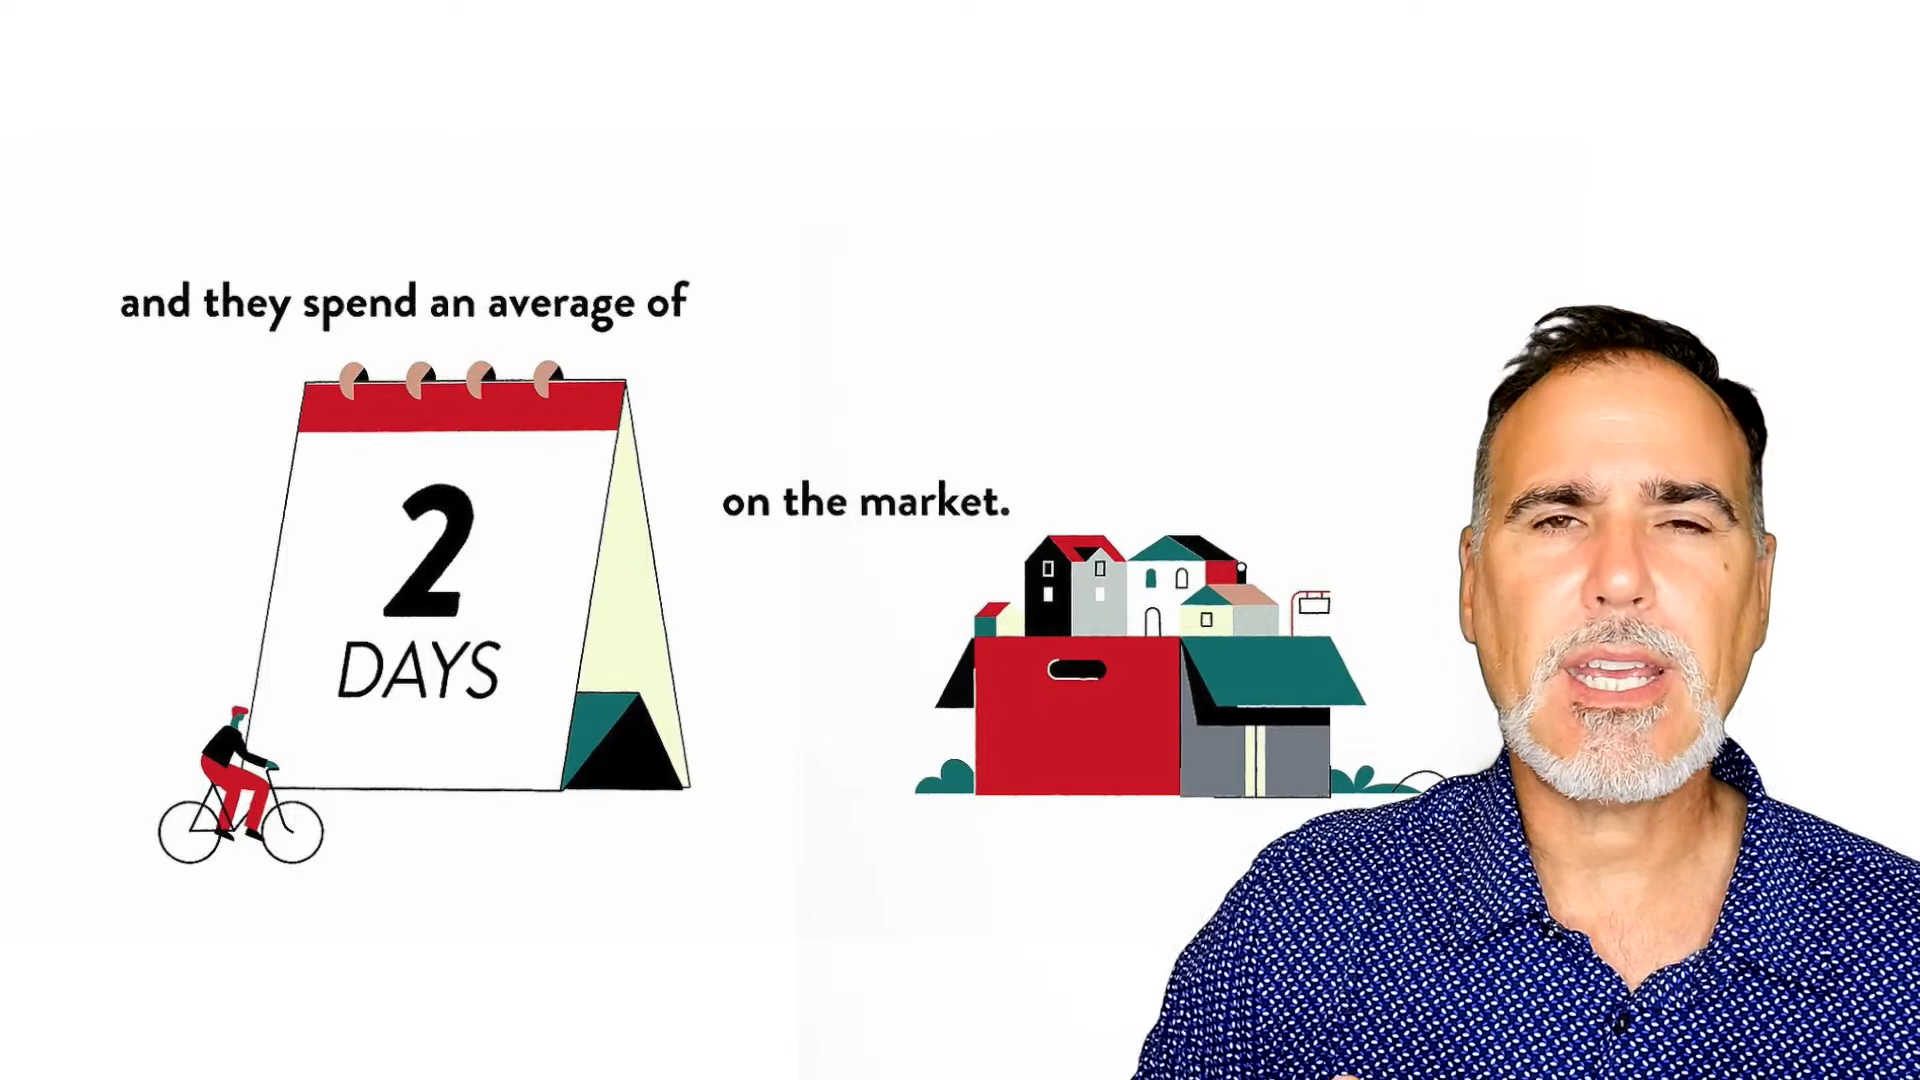 and they spend an average of
2
DAYS
on the market.